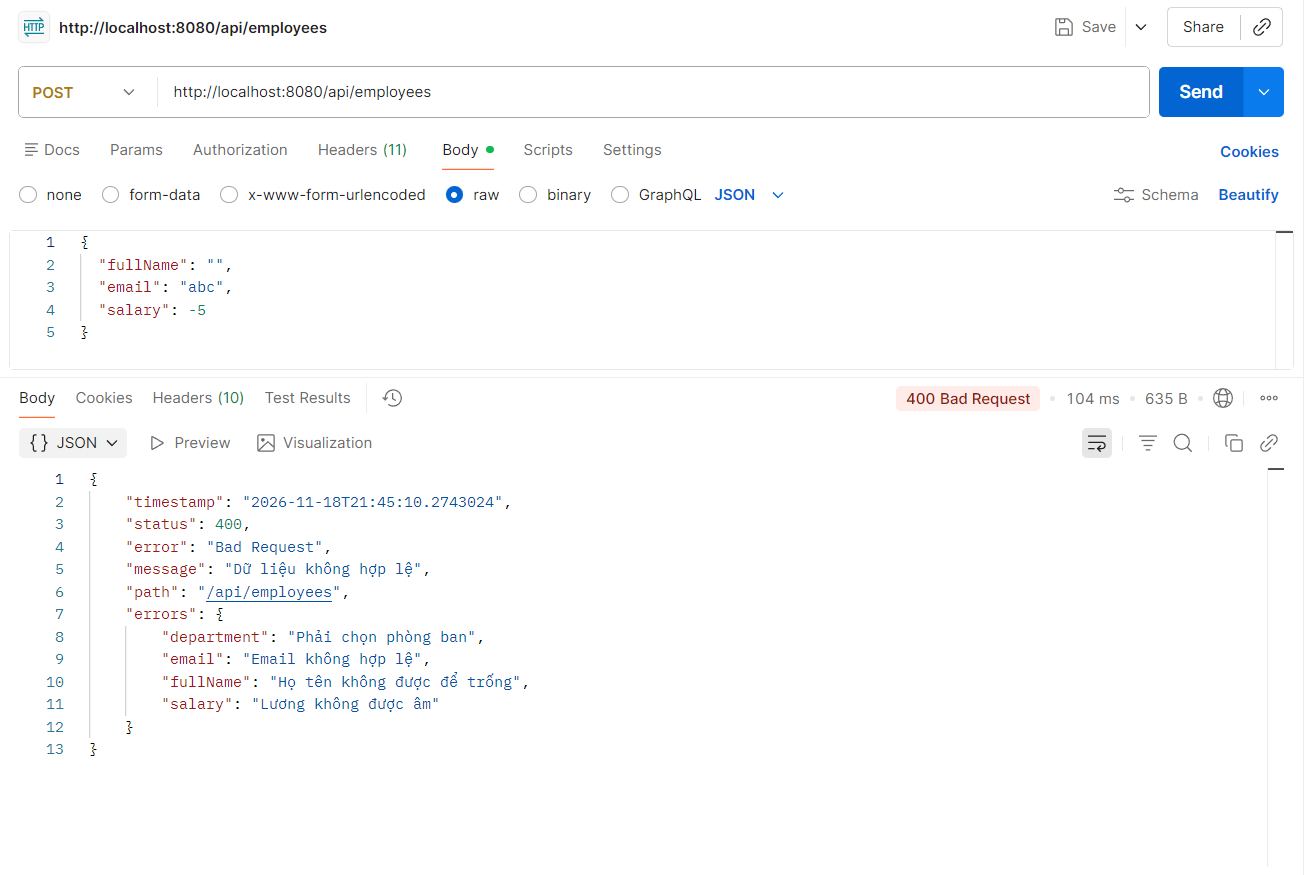 HTTP http://localhost:8080/api/employees Save Share
POST http://localhost:8080/api/employees Send
Docs Params Authorization Headers (11) Body Scripts Settings Cookies
none form-data x-www-form-urlencoded raw binary GraphQL JSON Schema Beautify
1 {
2 "fullName": "",
3 "email": "abc",
4 "salary": -5
5 }
Body Cookies Headers (10) Test Results 400 Bad Request 104 ms 635 B
{} JSON Preview Visualization
1 {
2 "timestamp": "2026-11-18T21:45:10.2743024",
3 "status": 400,
4 "error": "Bad Request",
5 "message": "Dữ liệu không hợp lệ",
6 "path": "/api/employees",
7 "errors": {
8 "department": "Phải chọn phòng ban",
9 "email": "Email không hợp lệ",
10 "fullName": "Họ tên không được để trống",
11 "salary": "Lương không được âm"
12 }
13 }